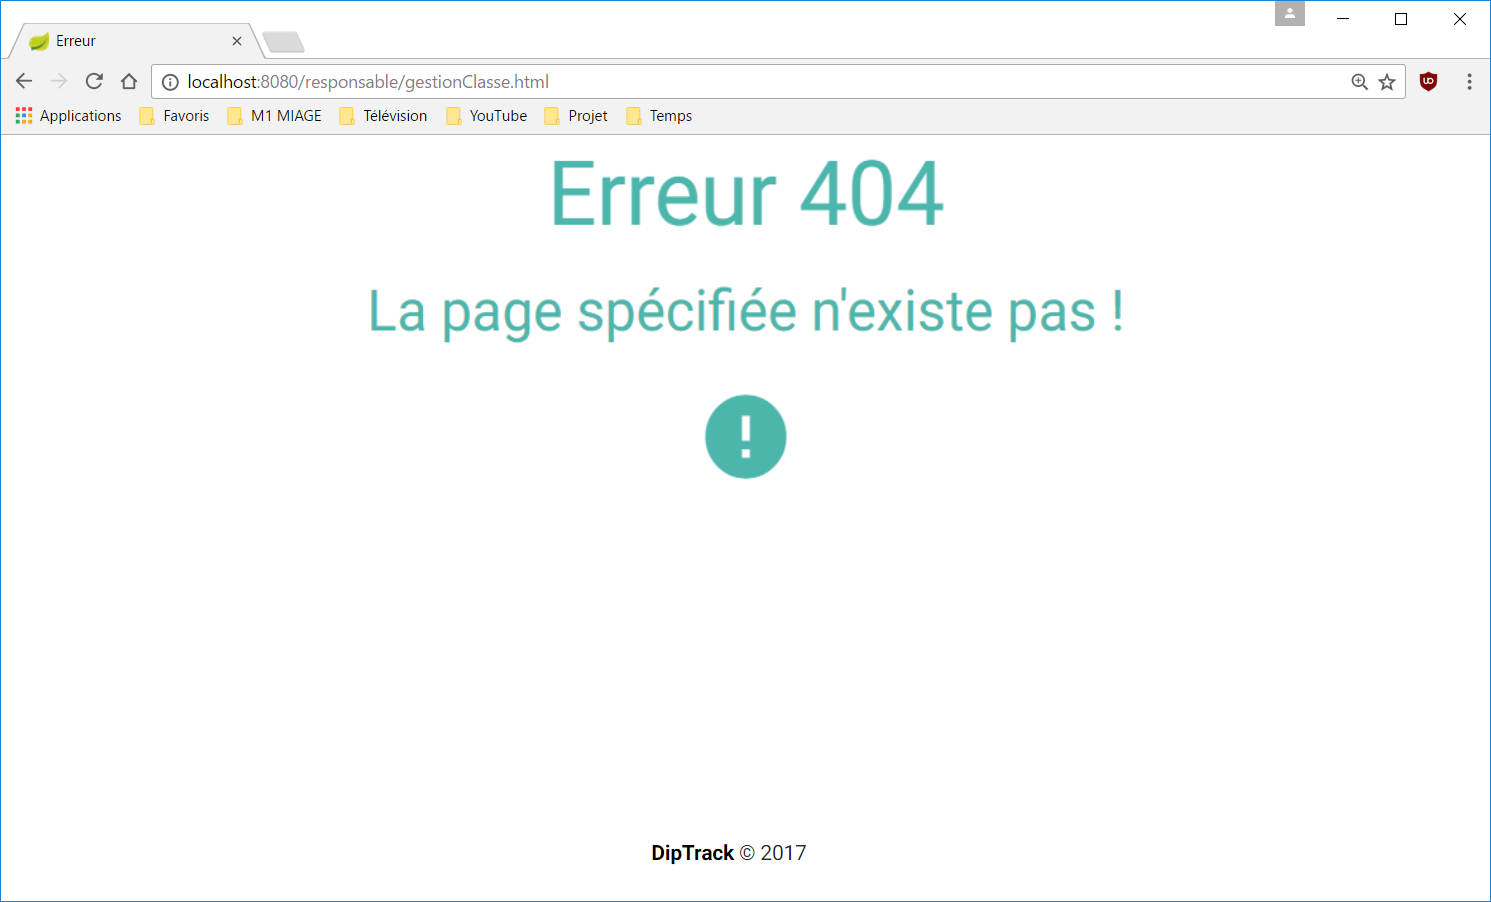 Erreur
localhost:8080/responsable/gestionClasse.html
Applications Favoris M1 MIAGE Télévision YouTube Projet Temps
Erreur 404
La page spécifiée n'existe pas !
DipTrack © 2017